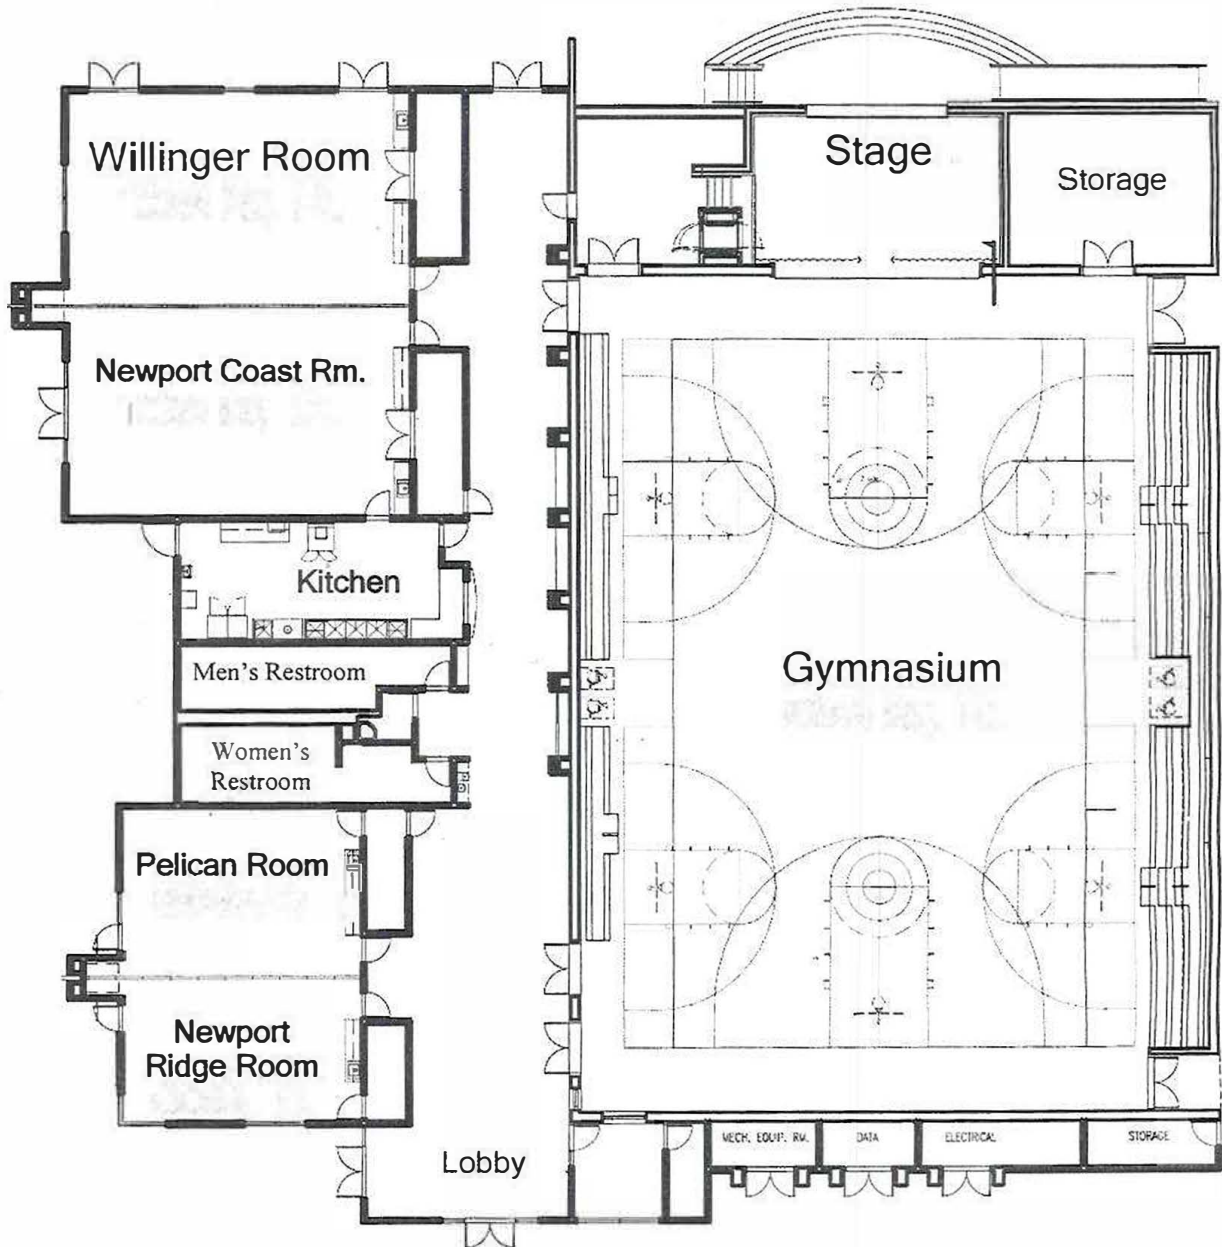 Willinger Room
Stage
Storage
Newport Coast Rm.
Kitchen
Men's Restroom
Gymnasium
Women's
Restroom
Pelican Room
Newport
Ridge Room
MECH. EQUIP. RM.
DATA
ELECTRICAL
STORAGE
Lobby